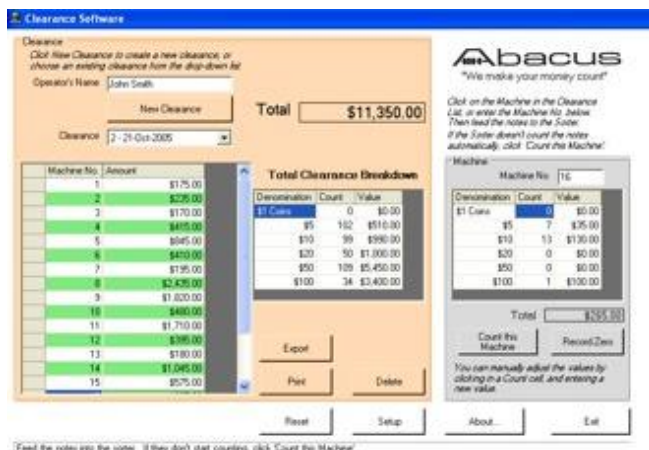 Clearance Software
Clearance
Click New Clearance to create a new clearance, or
choose an existing clearance from the drop-down list
Operator's Name John Smith
New Clearance
Clearance 2 - 21-Oct-2005
Total $11,350.00
Machine No. Amount
1 $175.00
2 $235.00
3 $170.00
4 $415.00
5 $845.00
6 $410.00
7 $195.00
8 $2,435.00
9 $1,820.00
10 $480.00
11 $1,710.00
12 $395.00
13 $180.00
14 $1,045.00
15 $575.00
Total Clearance Breakdown
Denomination Count Value
$1 Coins 0 $0.00
$5 102 $510.00
$10 99 $990.00
$20 50 $1,000.00
$50 109 $5,450.00
$100 34 $3,400.00
Export
Print
Delete
Reset
Setup
Abacus
"We make your money count"
Click on the Machine in the Clearance
List, or enter the Machine No. below.
Then feed the notes to the Sorter.
If the Sorter doesn't count the notes
automatically, click 'Count this Machine'.
Machine
Machine No. 16
Denomination Count Value
$1 Coins 0 $0.00
$5 7 $35.00
$10 13 $130.00
$20 0 $0.00
$50 0 $0.00
$100 1 $100.00
Total $265.00
Count this
Machine
Record Zero
You can manually adjust the values by
clicking in a Count cell, and entering a
new value.
About...
Exit
Feed the notes into the sorter. If they don't start counting, click 'Count this Machine'